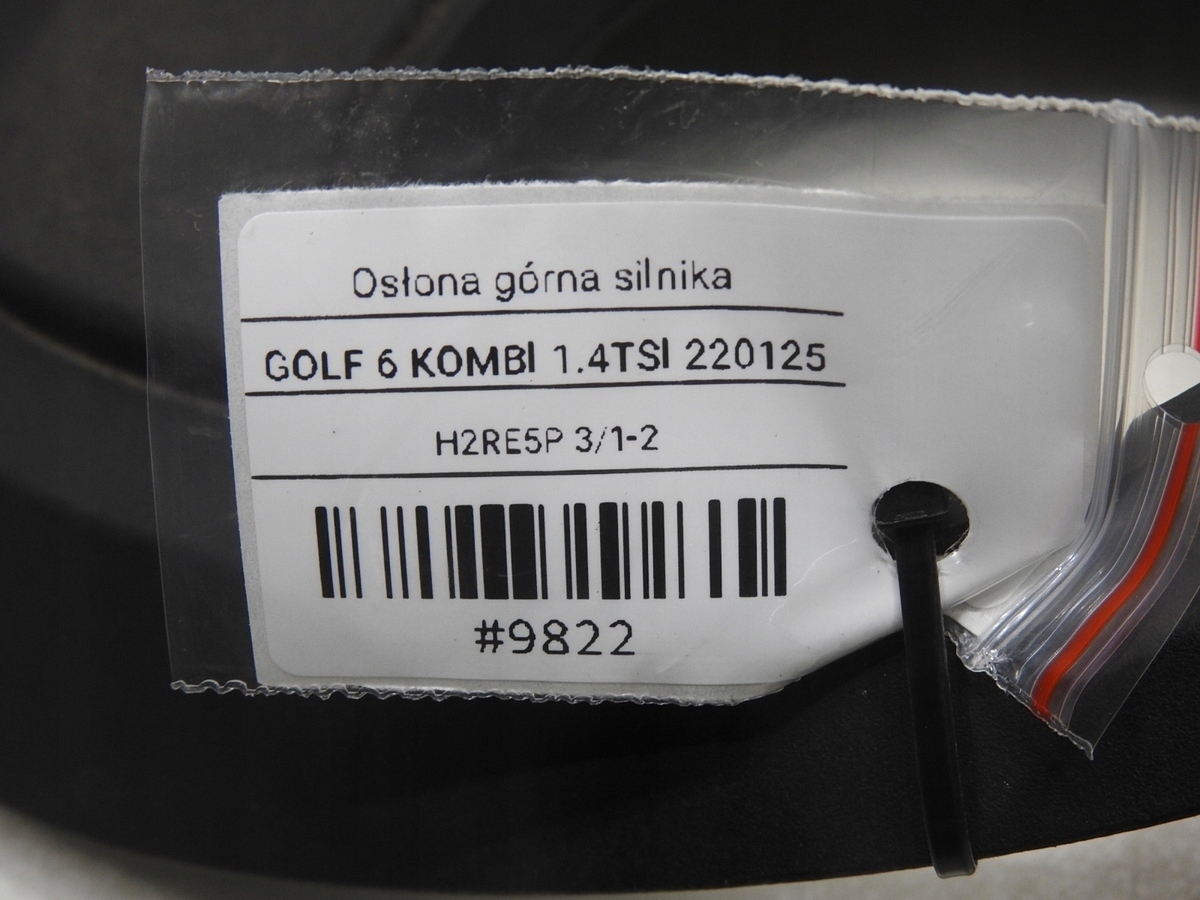 Osłona górna silnika
GOLF 6 KOMBI 1.4TSI 220125
H2RE5P 3/1-2
#9822